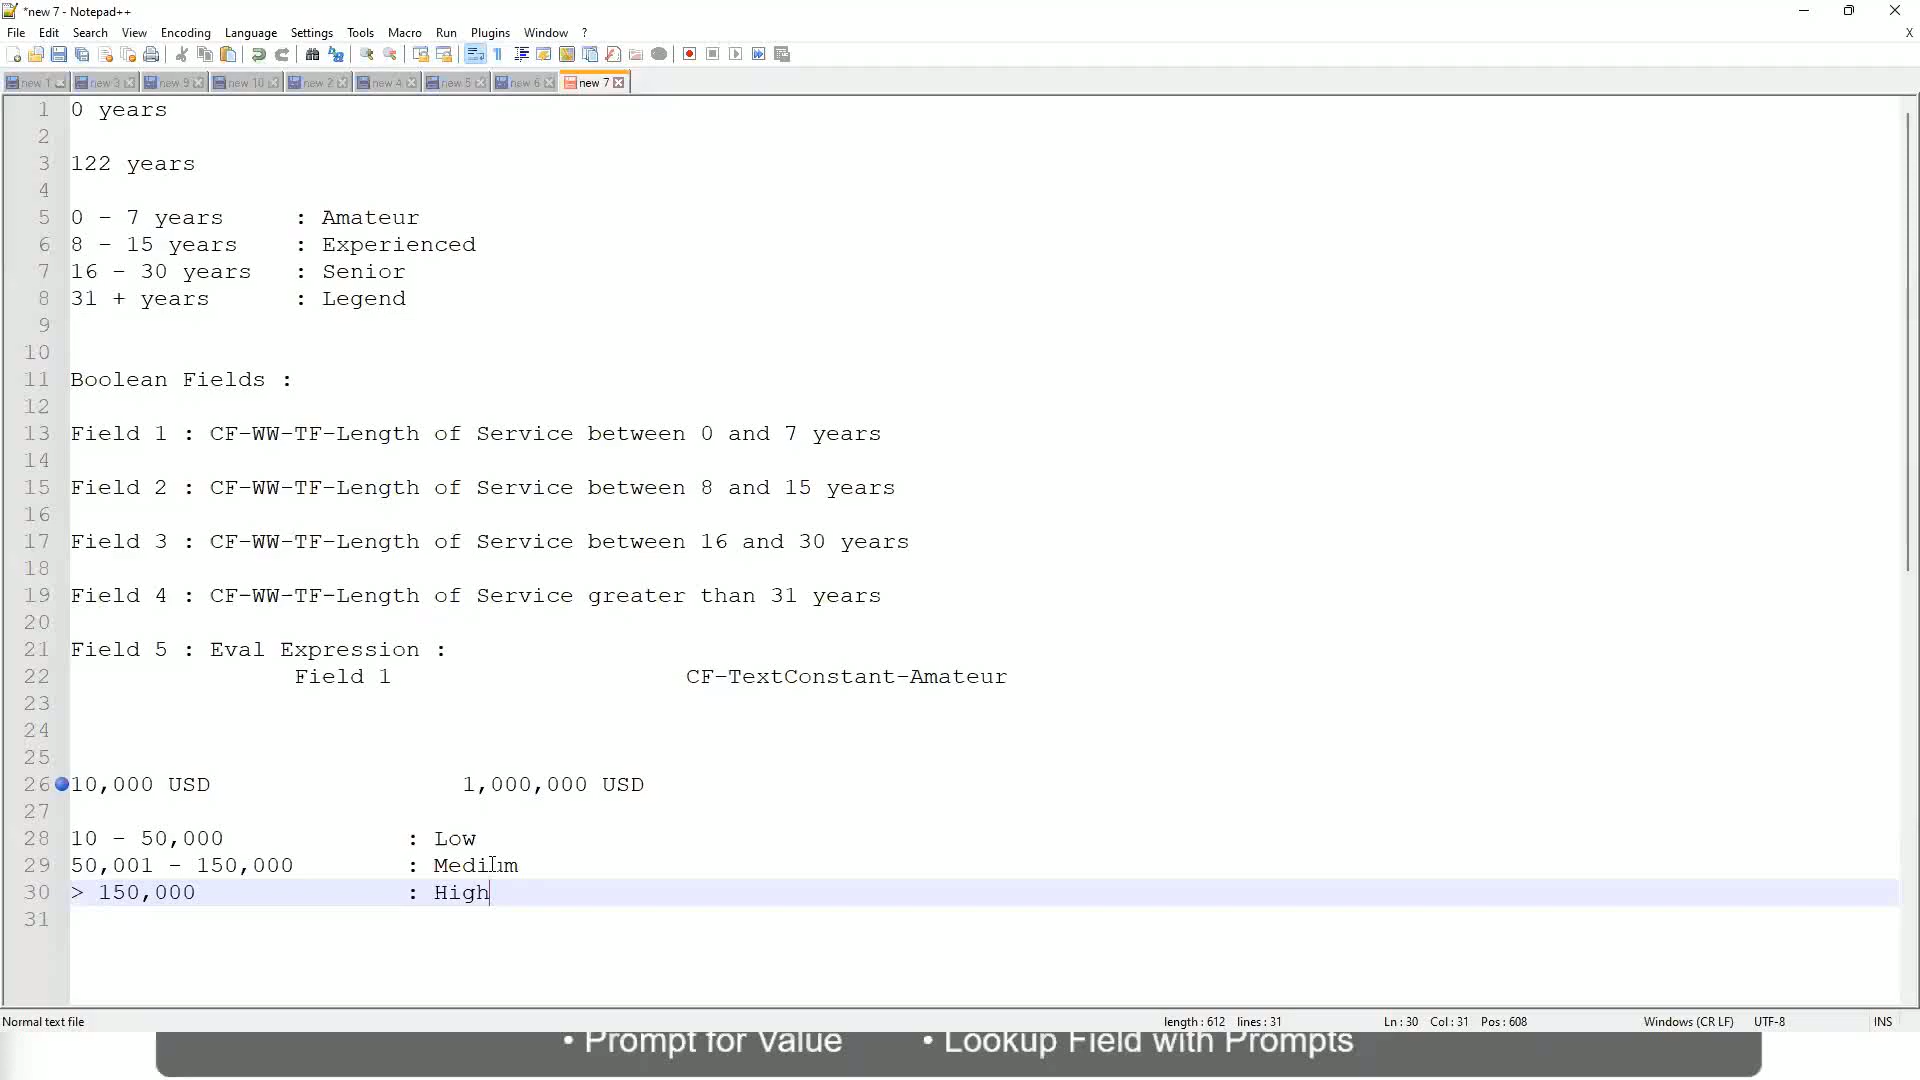 *new 7 - Notepad++
File Edit Search View Encoding Language Settings Tools Macro Run Plugins Window ? X
new 1 new 3 new 9 new 10 new 2 new 4 new 5 new 6 new 7
1 0 years
2
3 122 years
4
5 0 - 7 years : Amateur
6 8 - 15 years : Experienced
7 16 - 30 years : Senior
8 31 + years : Legend
9
10
11 Boolean Fields :
12
13 Field 1 : CF-WW-TF-Length of Service between 0 and 7 years
14
15 Field 2 : CF-WW-TF-Length of Service between 8 and 15 years
16
17 Field 3 : CF-WW-TF-Length of Service between 16 and 30 years
18
19 Field 4 : CF-WW-TF-Length of Service greater than 31 years
20
21 Field 5 : Eval Expression :
22 Field 1 CF-TextConstant-Amateur
23
24
25
26 10,000 USD 1,000,000 USD
27
28 10 - 50,000 : Low
29 50,001 - 150,000 : Medium
30 > 150,000 : High
31
Normal text file length : 612 lines : 31 Ln : 30 Col : 31 Pos : 608 Windows (CR LF) UTF-8 INS
• Prompt for Value • Lookup Field with Prompts